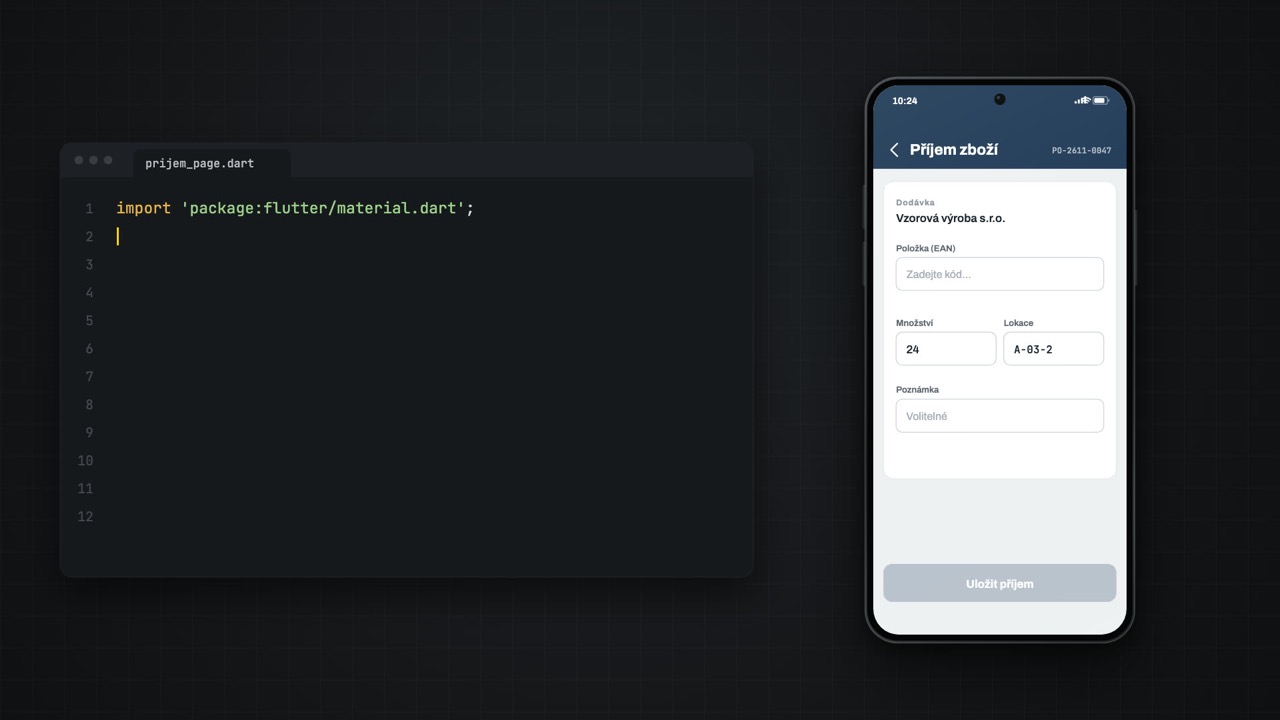 prijem_page.dart
1 import 'package:flutter/material.dart';
2
3
4
5
6
7
8
9
10
11
12
10:24
Příjem zboží PO-2611-0047
Dodávka
Vzorová výroba s.r.o.
Položka (EAN)
Zadejte kód...
Množství Lokace
24 A-03-2
Poznámka
Volitelné
Uložit příjem